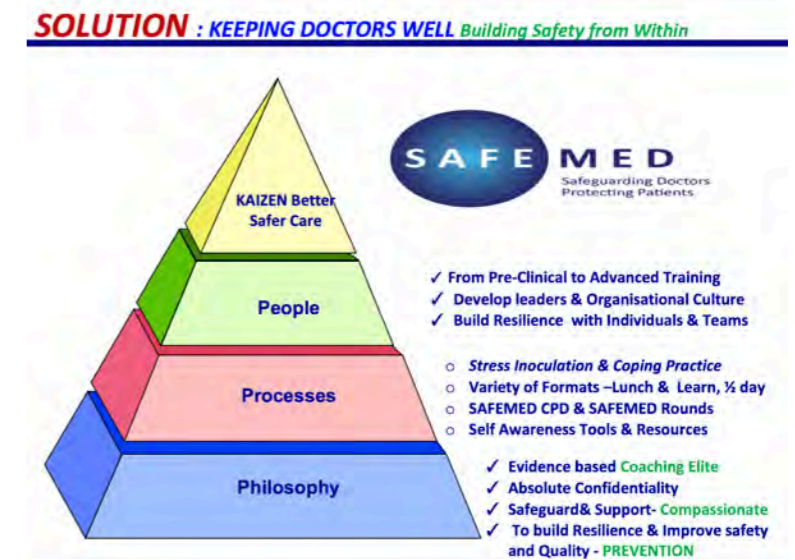 SOLUTION : KEEPING DOCTORS WELL Building Safety from Within
SAFEMED
Safeguarding Doctors
Protecting Patients
KAIZEN Better
Safer Care
People
✓ From Pre-Clinical to Advanced Training
✓ Develop leaders & Organisational Culture
✓ Build Resilience with Individuals & Teams
Processes
o Stress Inoculation & Coping Practice
o Variety of Formats –Lunch & Learn, ½ day
o SAFEMED CPD & SAFEMED Rounds
o Self Awareness Tools & Resources
Philosophy
✓ Evidence based Coaching Elite
✓ Absolute Confidentiality
✓ Safeguard& Support- Compassionate
✓ To build Resilience & Improve safety
and Quality - PREVENTION